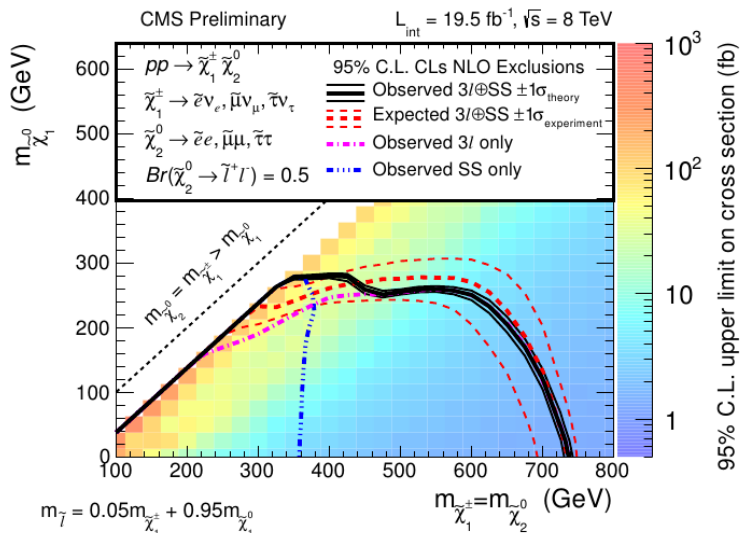 CMS Preliminary L_int = 19.5 fb⁻¹, √s = 8 TeV
pp → χ̃₁± χ̃₂⁰
χ̃₁± → ẽν_e, μ̃ν_μ, τ̃ν_τ
χ̃₂⁰ → ẽe, μ̃μ, τ̃τ
Br(χ̃₂⁰ → l̃⁺l⁻) = 0.5
95% C.L. CLs NLO Exclusions
Observed 3l⊕SS ±1σ_theory
Expected 3l⊕SS ±1σ_experiment
Observed 3l only
Observed SS only
m_χ̃₁⁰ (GeV)
600
500
400
300
200
100
0
m_χ̃₂⁰ = m_χ̃₁± > m_χ̃₁⁰
100 200 300 400 500 600 700 800
m_χ̃₁± = m_χ̃₂⁰ (GeV)
m_l̃ = 0.05m_χ̃₁± + 0.95m_χ̃₁⁰
10³
10²
10
1
95% C.L. upper limit on cross section (fb)